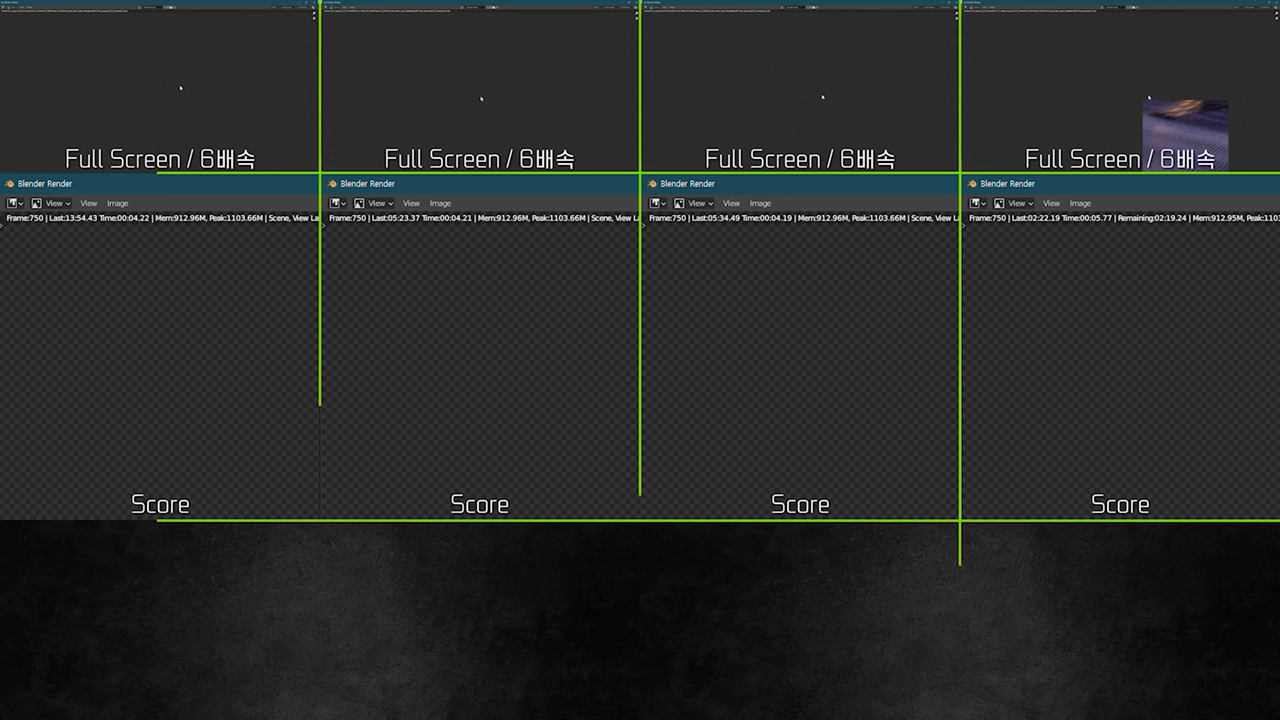 Full Screen / 6배속
Full Screen / 6배속
Full Screen / 6배속
Full Screen / 6배속
Blender Render
Blender Render
Blender Render
Blender Render
View View Image
View View Image
View View Image
View View Image
Frame:750 | Last:13:54.43 Time:00:04.22 | Mem:912.96M, Peak:1103.66M | Scene, View La
Frame:750 | Last:05:23.37 Time:00:04.21 | Mem:912.96M, Peak:1103.66M | Scene, View L
Frame:750 | Last:05:34.49 Time:00:04.19 | Mem:912.96M, Peak:1103.66M | Scene, View L
Frame:750 | Last:02:22.19 Time:00:05.77 | Remaining:02:19.24 | Mem:912.95M, Peak:1103
Score
Score
Score
Score